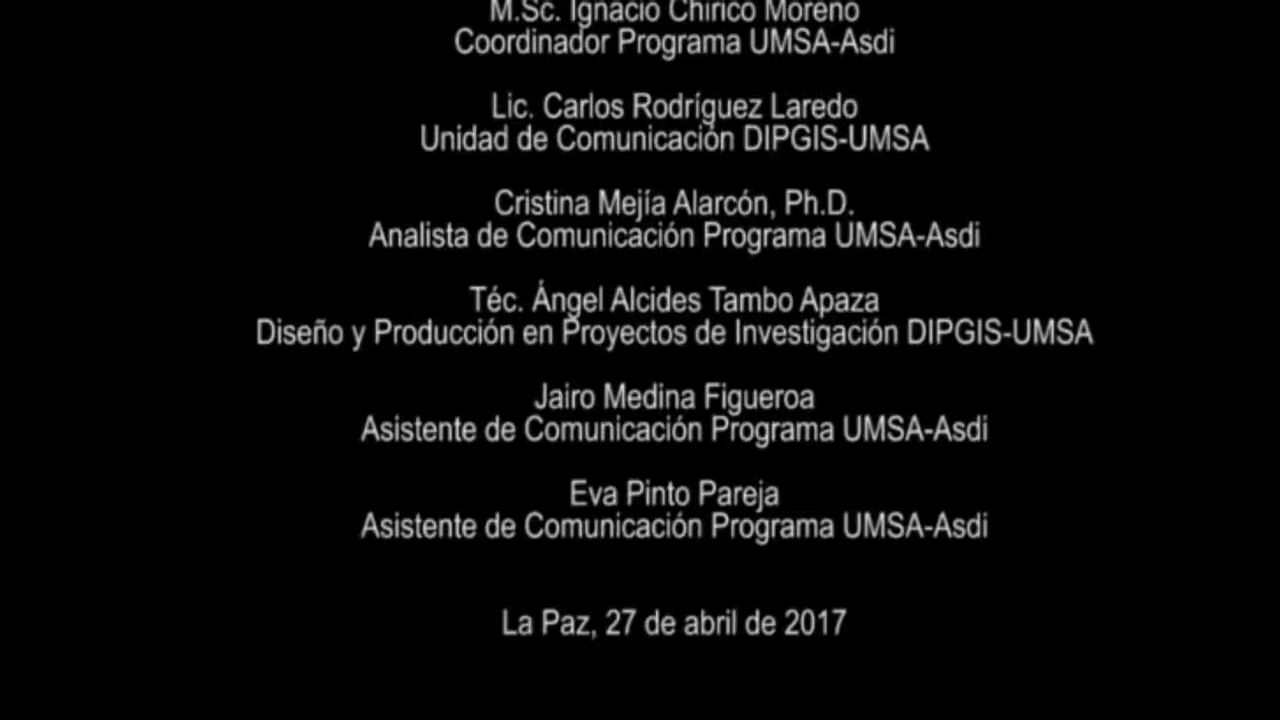 M.Sc. Ignacio Chirico Moreno
Coordinador Programa UMSA-Asdi
Lic. Carlos Rodríguez Laredo
Unidad de Comunicación DIPGIS-UMSA
Cristina Mejía Alarcón, Ph.D.
Analista de Comunicación Programa UMSA-Asdi
Téc. Ángel Alcides Tambo Apaza
Diseño y Producción en Proyectos de Investigación DIPGIS-UMSA
Jairo Medina Figueroa
Asistente de Comunicación Programa UMSA-Asdi
Eva Pinto Pareja
Asistente de Comunicación Programa UMSA-Asdi
La Paz, 27 de abril de 2017